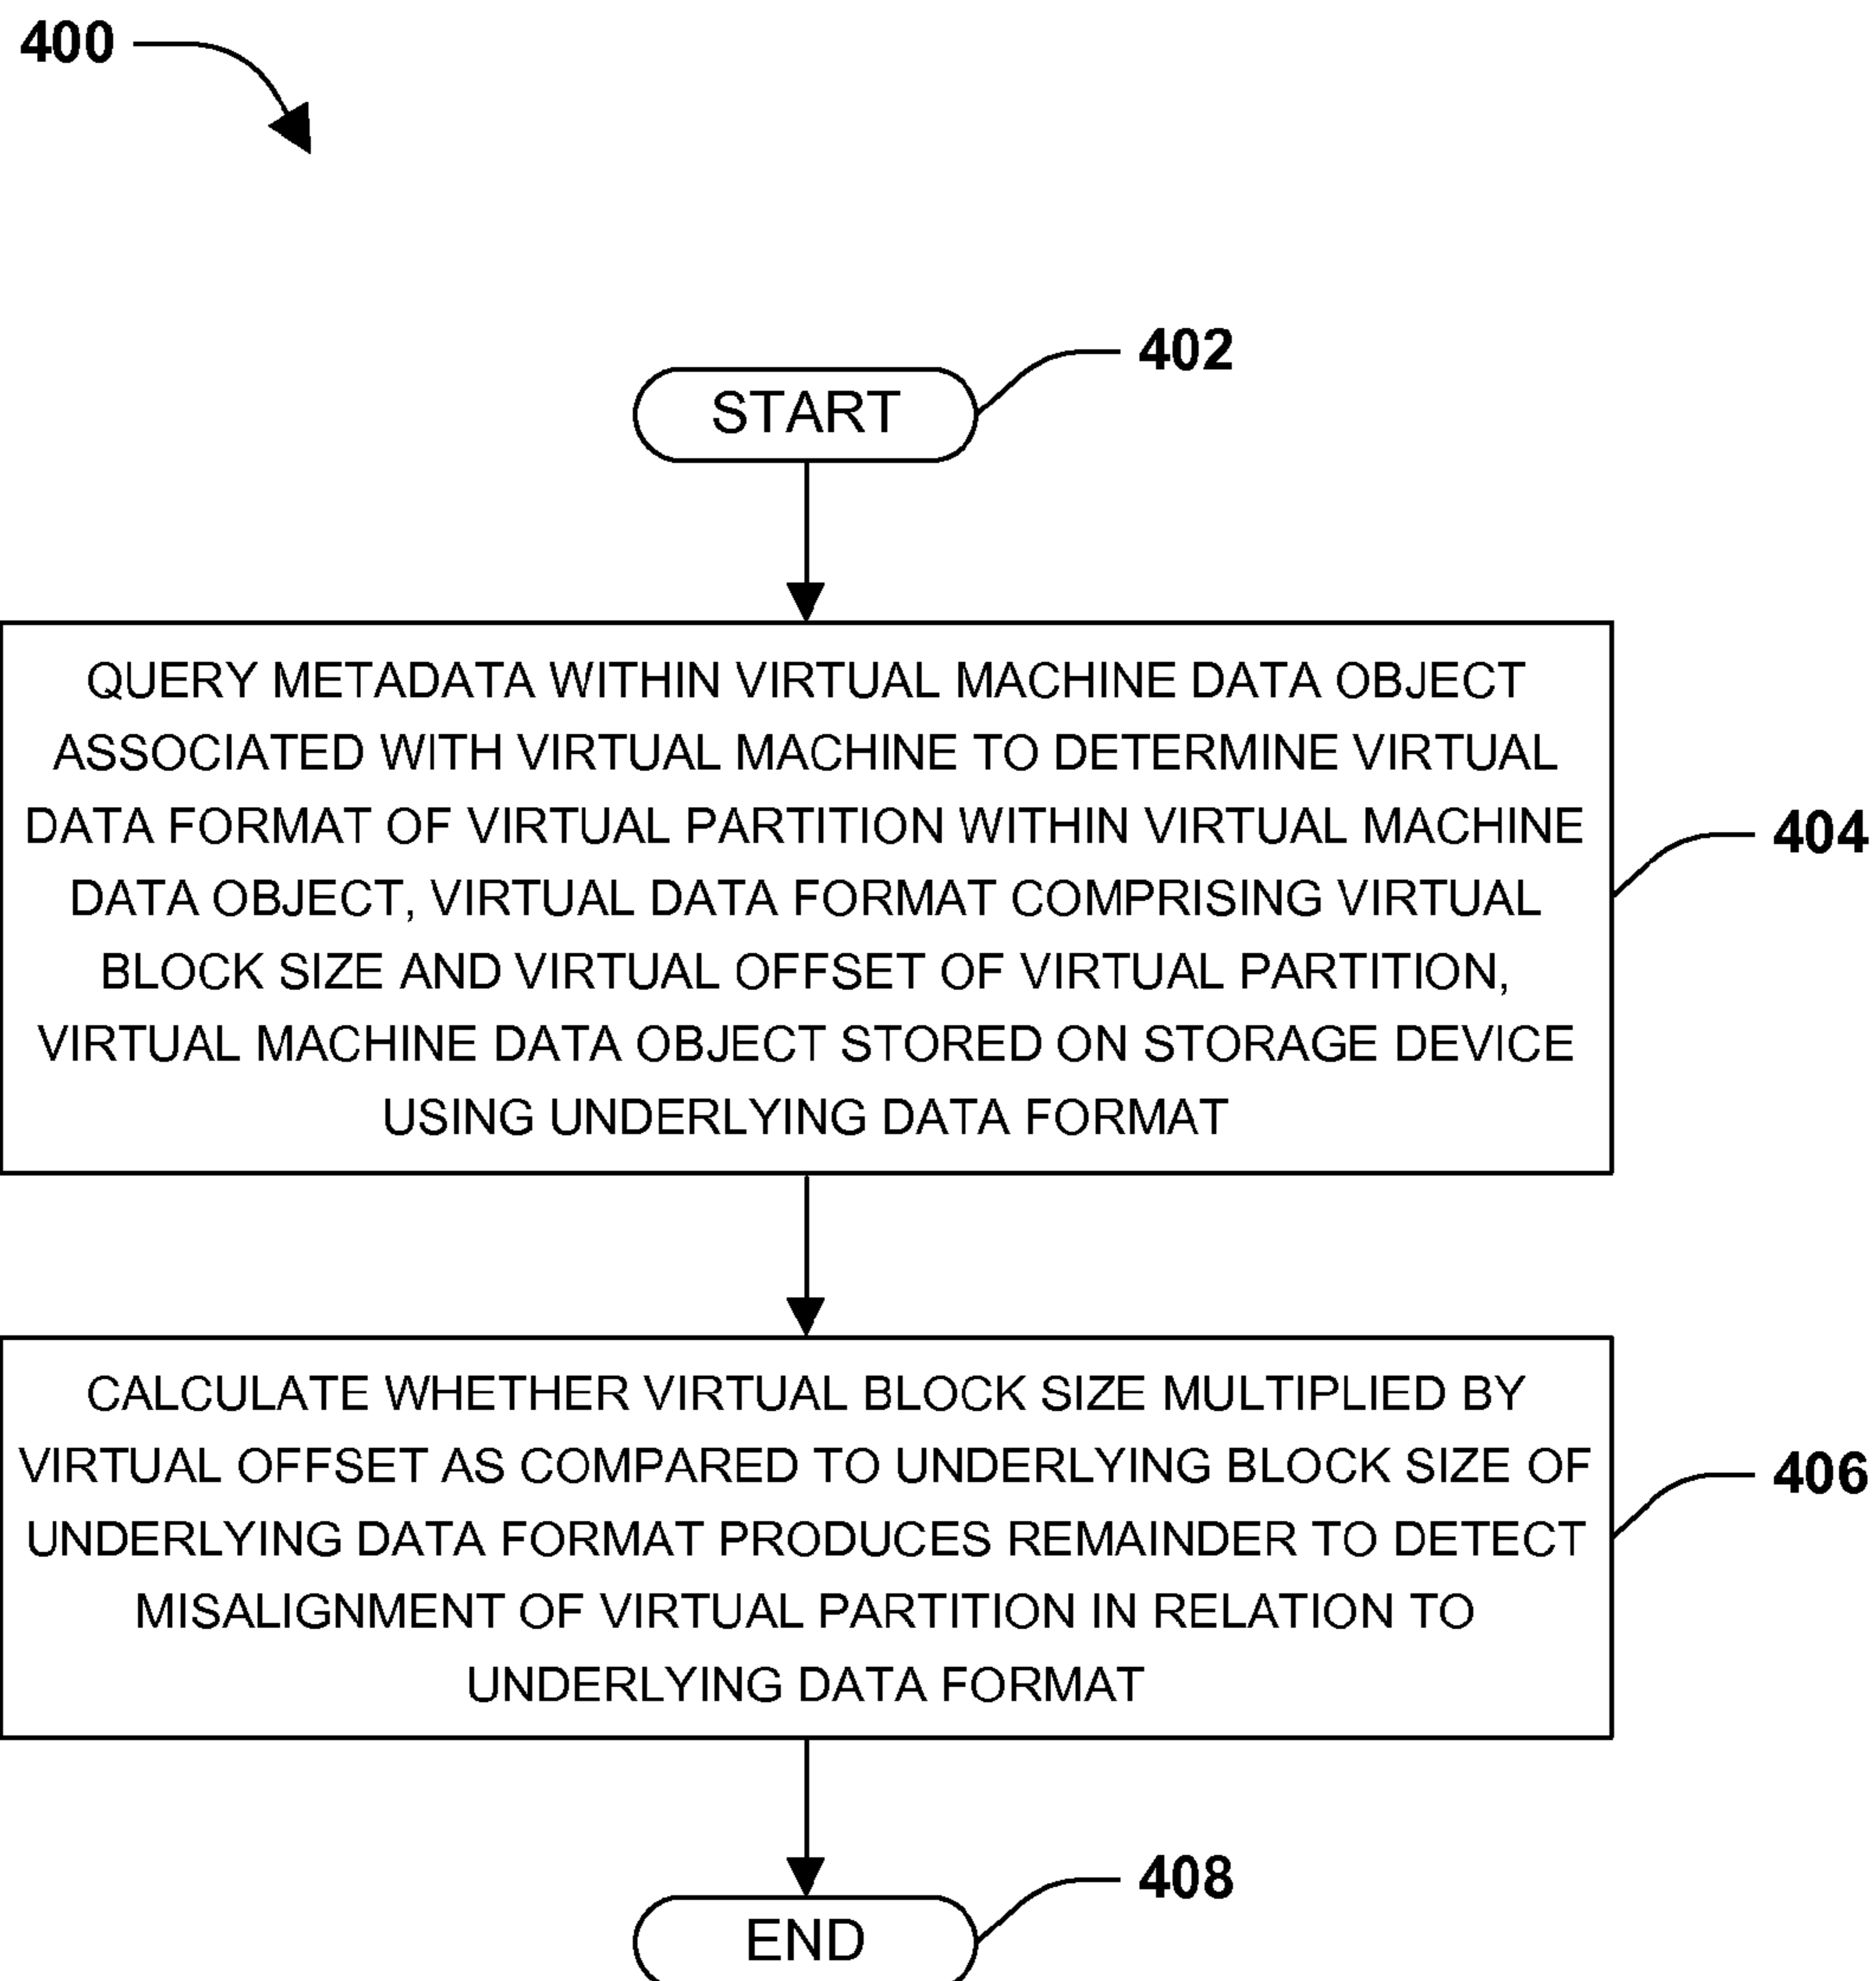 400
402
START
QUERY METADATA WITHIN VIRTUAL MACHINE DATA OBJECT
ASSOCIATED WITH VIRTUAL MACHINE TO DETERMINE VIRTUAL
DATA FORMAT OF VIRTUAL PARTITION WITHIN VIRTUAL MACHINE
DATA OBJECT, VIRTUAL DATA FORMAT COMPRISING VIRTUAL
BLOCK SIZE AND VIRTUAL OFFSET OF VIRTUAL PARTITION,
VIRTUAL MACHINE DATA OBJECT STORED ON STORAGE DEVICE
USING UNDERLYING DATA FORMAT
404
CALCULATE WHETHER VIRTUAL BLOCK SIZE MULTIPLIED BY
VIRTUAL OFFSET AS COMPARED TO UNDERLYING BLOCK SIZE OF
UNDERLYING DATA FORMAT PRODUCES REMAINDER TO DETECT
MISALIGNMENT OF VIRTUAL PARTITION IN RELATION TO
UNDERLYING DATA FORMAT
406
408
END